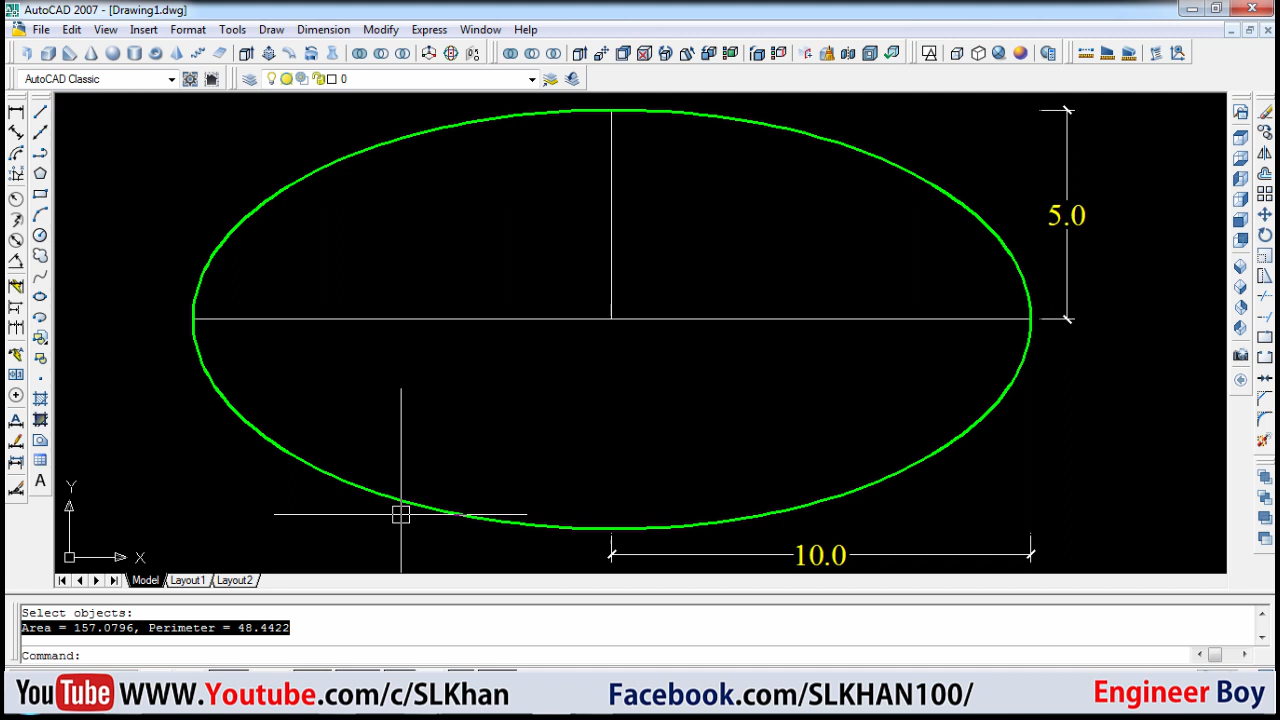 AutoCAD 2007 - [Drawing1.dwg]
File Edit View Insert Format Tools Draw Dimension Modify Express Window Help
AutoCAD Classic 0
5.0
Y
X
10.0
Model Layout1 Layout2
Select objects:
Area = 157.0796, Perimeter = 48.4422
Command:
YouTube WWW.Youtube.com/c/SLKhan Facebook.com/SLKHAN100/ Engineer Boy